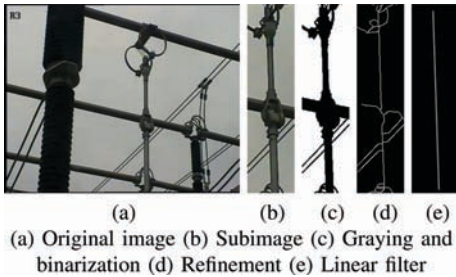 R3
(a) (b) (c) (d) (e)
(a) Original image (b) Subimage (c) Graying and
binarization (d) Refinement (e) Linear filter